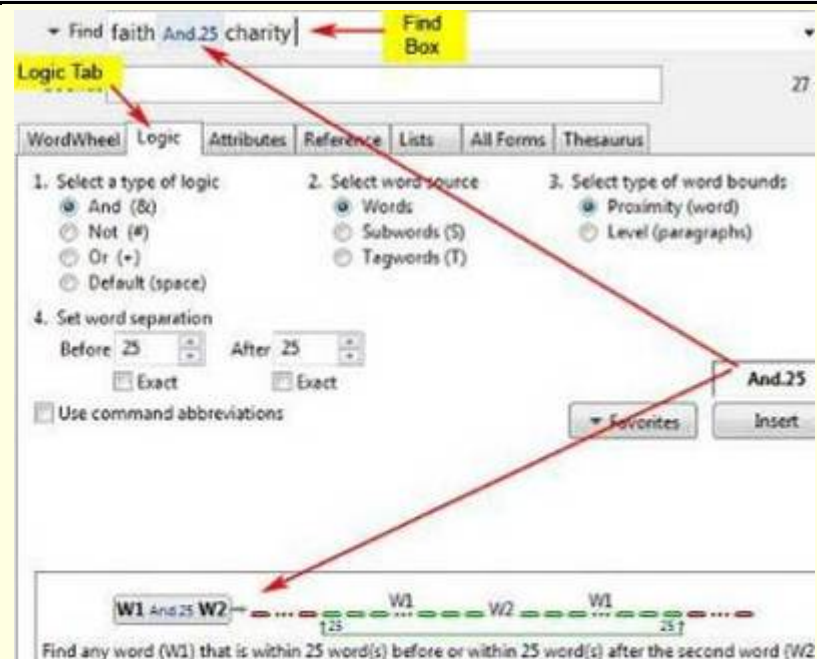 Find faith And.25 charity
Find
Box
Logic Tab
27
WordWheel Logic Attributes Reference Lists All Forms Thesaurus
1. Select a type of logic 2. Select word source 3. Select type of word bounds
And (&) Words Proximity (word)
Not (#) Subwords (S) Level (paragraphs)
Or (+) Tagwords (T)
Default (space)
4. Set word separation
Before 25 After 25
Exact Exact
And.25
Use command abbreviations
Favorites Insert
W1 And 25 W2 ... W1 W2 W1 ...
25 25
Find any word (W1) that is within 25 word(s) before or within 25 word(s) after the second word (W2